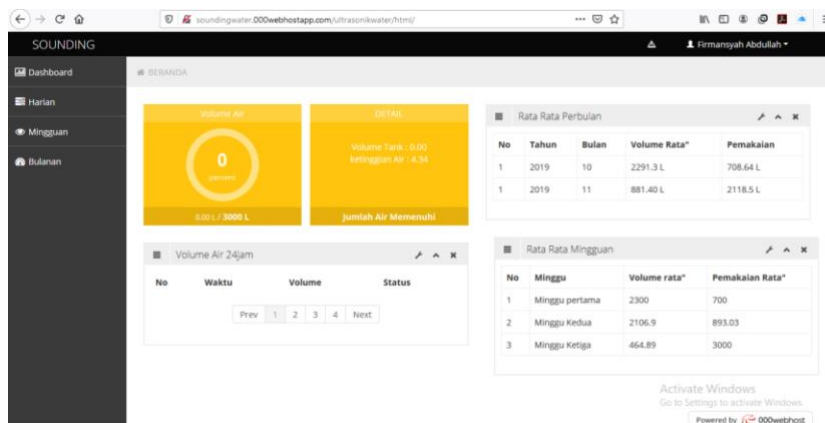 soundingwater.000webhostapp.com/ultrasonikwater/html/
SOUNDING
Firmansyah Abdullah
Dashboard
Harian
Mingguan
Bulanan
BERANDA
Volume Air
0
percent
0.00 L / 3000 L
DETAIL
Volume Tank : 0.00
ketinggian Air : 4.34
Jumlah Air Memenuhi
Rata Rata Perbulan
No Tahun Bulan Volume Rata" Pemakaian
1 2019 10 2291.3 L 708.64 L
1 2019 11 881.40 L 2118.5 L
Volume Air 24jam
No Waktu Volume Status
Prev 1 2 3 4 Next
Rata Rata Mingguan
No Minggu Volume rata" Pemakaian Rata"
1 Minggu pertama 2300 700
2 Minggu Kedua 2106.9 893.03
3 Minggu Ketiga 464.89 3000
Activate Windows
Go to Settings to activate Windows.
Powered by 000webhost